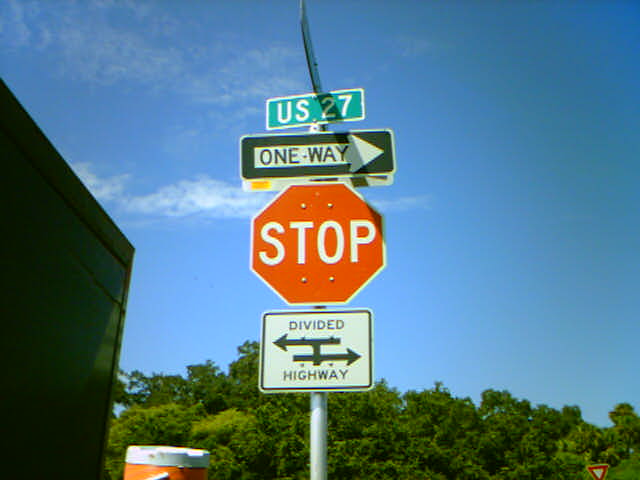 US 27
ONE-WAY
STOP
DIVIDED
HIGHWAY